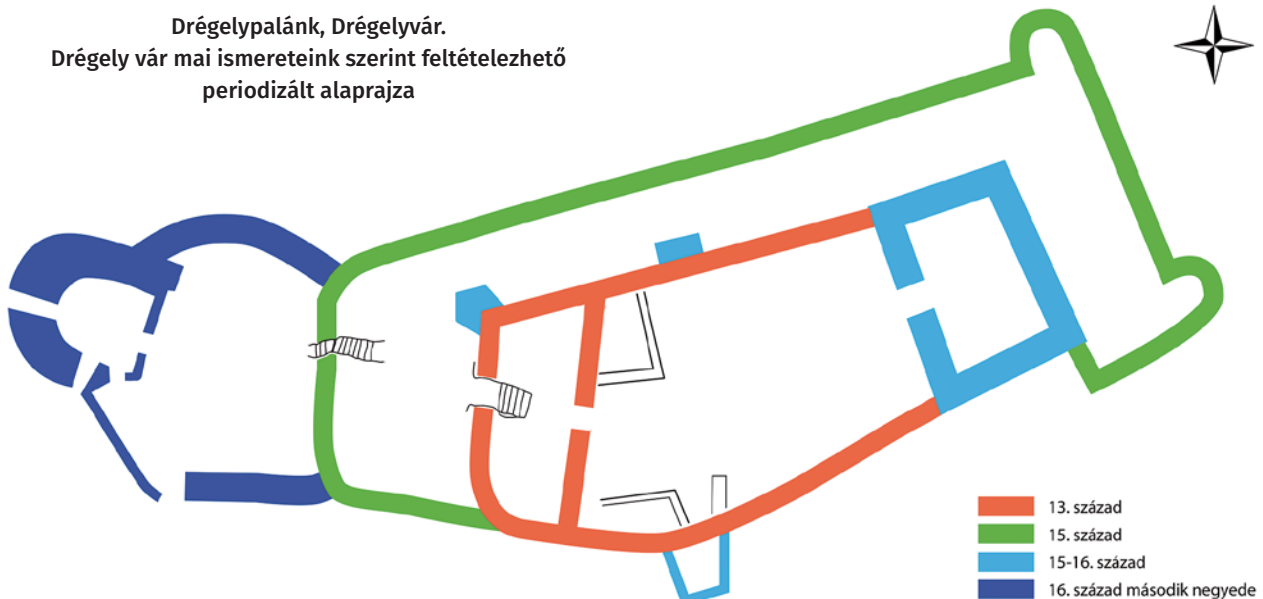 Drégelypalánk, Drégelyvár.
Drégely vár mai ismereteink szerint feltételezhető
periodizált alaprajza
13. század
15. század
15-16. század
16. század második negyede